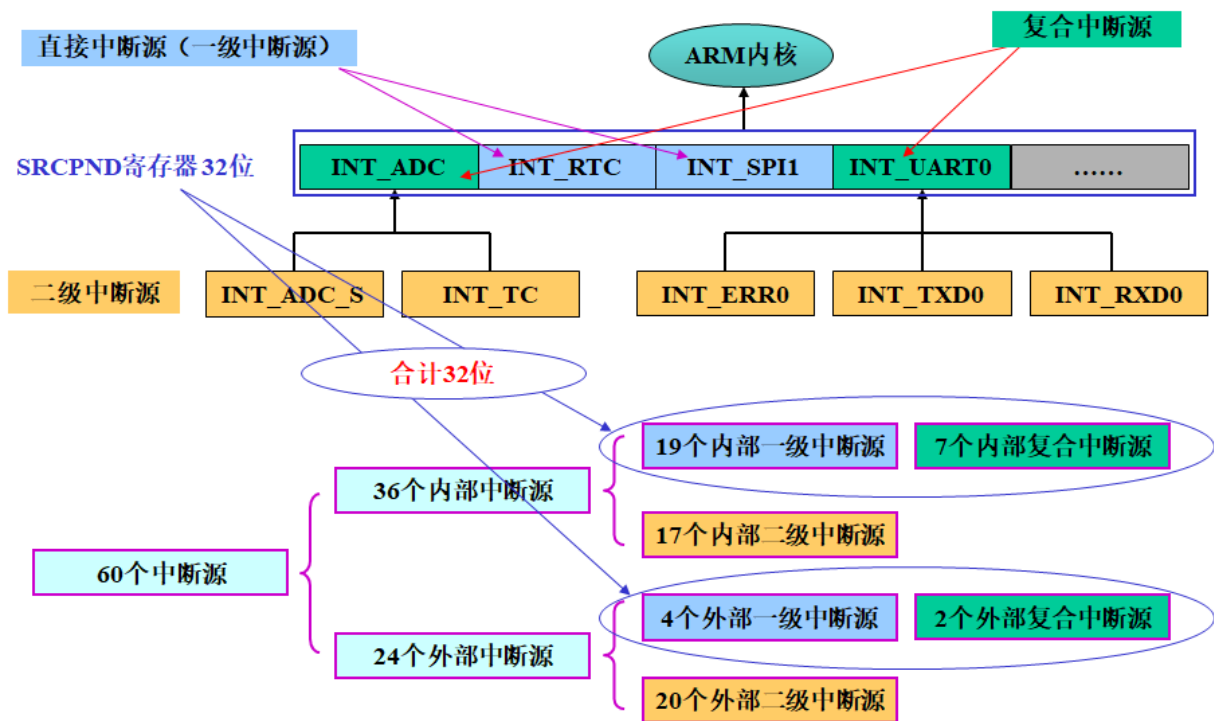 直接中断源（一级中断源）
ARM内核
复合中断源
SRCPND寄存器32位
INT_ADC
INT_RTC
INT_SPI1
INT_UART0
……
二级中断源
INT_ADC_S
INT_TC
INT_ERR0
INT_TXD0
INT_RXD0
合计32位
19个内部一级中断源
7个内部复合中断源
36个内部中断源
17个内部二级中断源
60个中断源
4个外部一级中断源
2个外部复合中断源
24个外部中断源
20个外部二级中断源